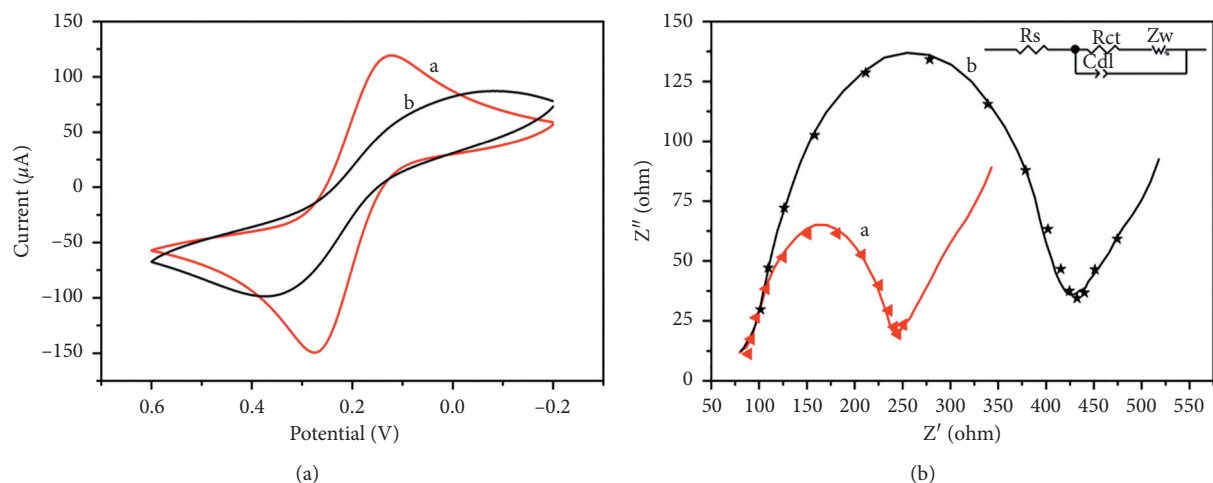 150
100
50
0
−50
−100
−150
Current (μA)
a
b
0.6 0.4 0.2 0.0 −0.2
Potential (V)
(a)
150
125
100
75
50
25
0
Z″ (ohm)
Rs Rct Zw
Cdl
b
a
50 100 150 200 250 300 350 400 450 500 550
Z′ (ohm)
(b)